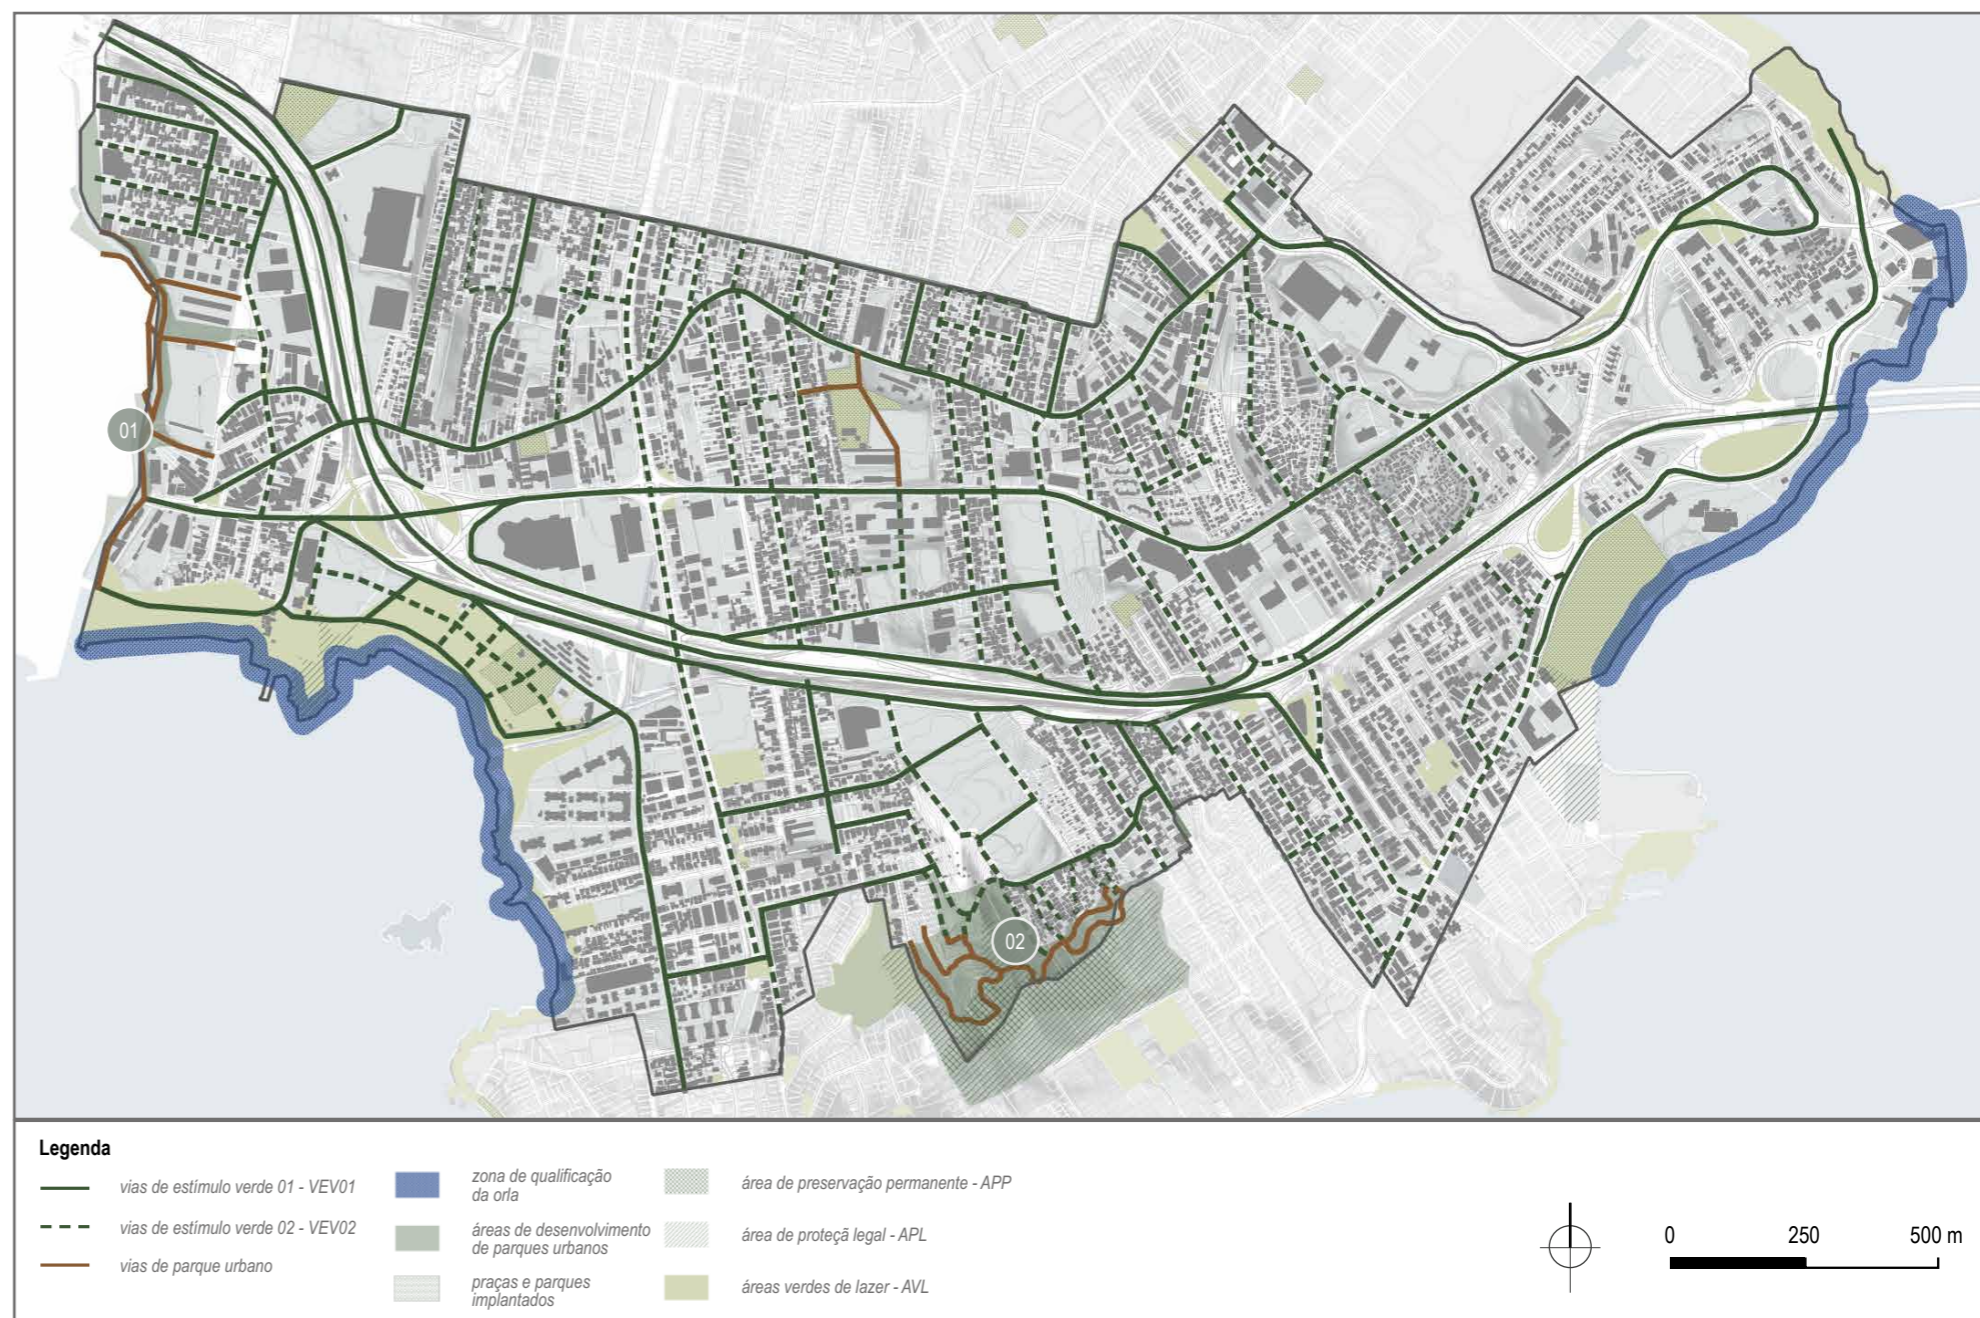 01
02
Legenda
vias de estímulo verde 01 - VEV01
vias de estímulo verde 02 - VEV02
vias de parque urbano
zona de qualificação
da orla
áreas de desenvolvimento
de parques urbanos
praças e parques
implantados
área de preservação permanente - APP
área de proteçã legal - APL
áreas verdes de lazer - AVL
0 250 500 m